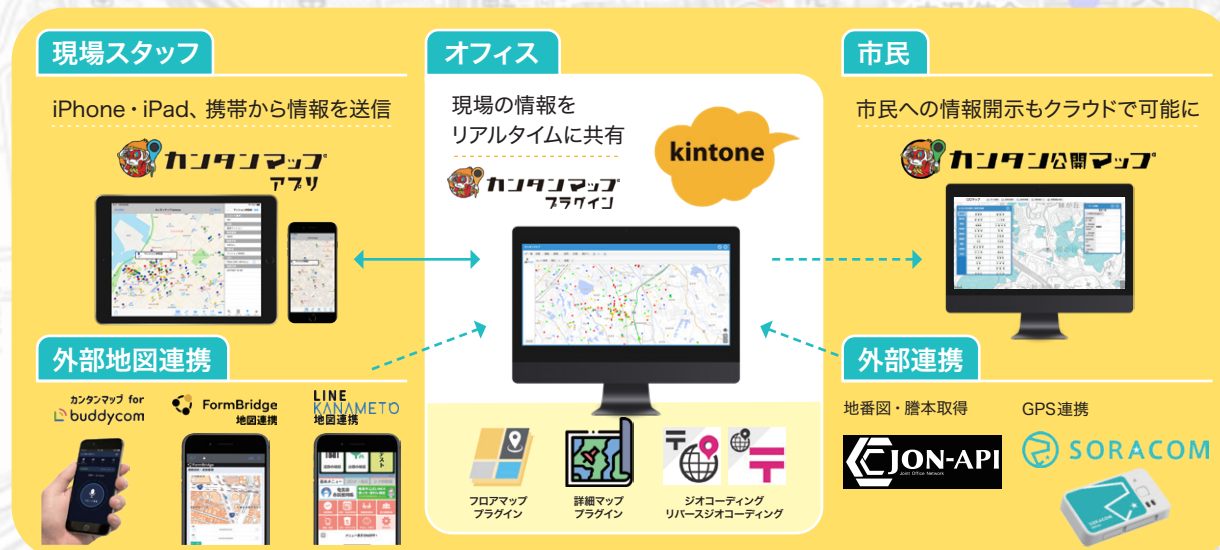 現場スタッフ
iPhone・iPad、携帯から情報を送信
カンタンマップ
アプリ
オフィス
現場の情報を
リアルタイムに共有
kintone
カンタンマップ
プラグイン
市民
市民への情報開示もクラウドで可能に
カンタン公開マップ
外部地図連携
カンタンマップ for
buddycom
FormBridge
地図連携
LINE
KANAMETO
地図連携
FormBridge
フロアマップ
プラグイン
詳細マップ
プラグイン
ジオコーディング
リバースジオコーディング
外部連携
地番図・謄本取得
JON-API
Joint Office Network
GPS連携
SORACOM
SORACOM